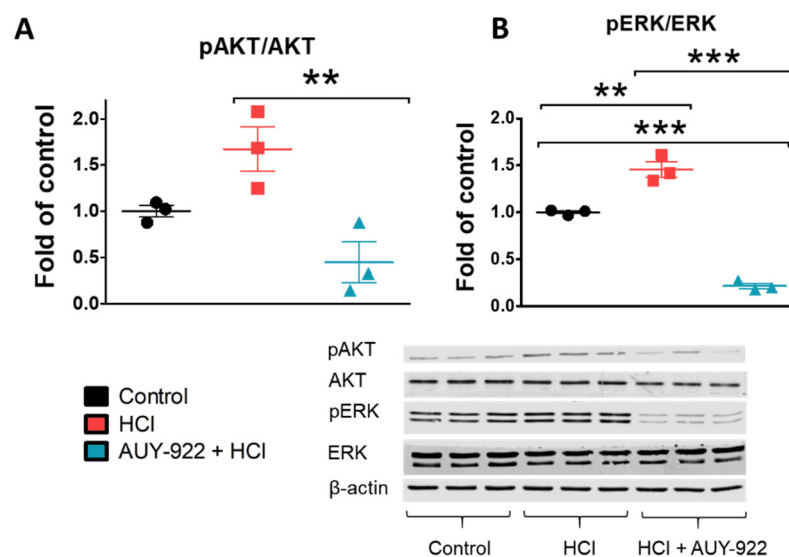 A
pAKT/AKT
**
Fold of control
2.0
1.5
1.0
0.5
0.0
B
pERK/ERK
***
**
***
Fold of control
2.0
1.5
1.0
0.5
0.0
Control
HCl
AUY-922 + HCl
pAKT
AKT
pERK
ERK
β-actin
Control HCl HCl + AUY-922